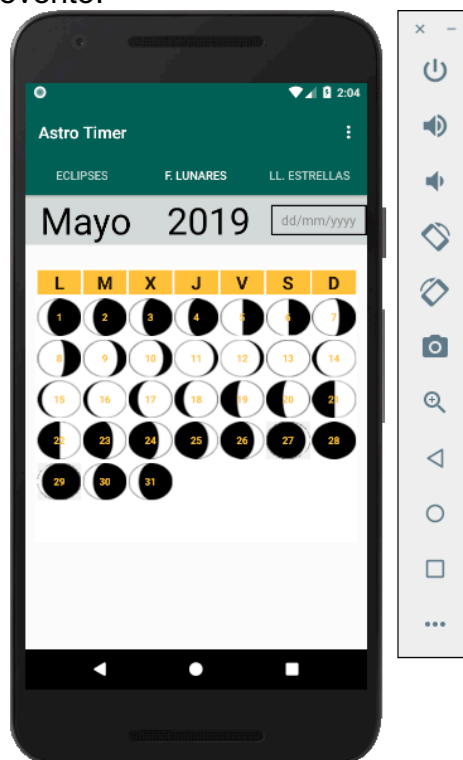 evento.
2:04
Astro Timer
ECLIPSES F. LUNARES LL. ESTRELLAS
Mayo 2019 dd/mm/yyyy
L M X J V S D
1 2 3 4 5 6 7
8 9 10 11 12 13 14
15 16 17 18 19 20 21
22 23 24 25 26 27 28
29 30 31